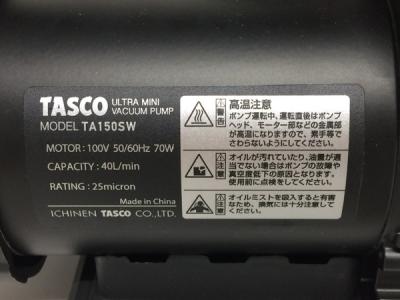 TASCO
ULTRA MINI
VACUUM PUMP
MODEL TA150SW
MOTOR : 100V 50/60Hz 70W
CAPACITY : 40L/min
RATING : 25micron
Made in China
ICHINEN TASCO CO.,LTD.
警告
高温注意
ポンプ運転中、運転直後はポンプ
ヘッド、モーター部などの金属部
が高温になりますので、素手等で
さわらないようにしてください。
オイルが汚れていたり、油量が適
当でない場合はポンプの故障や
真空度低下の原因となります。
使用前に点検をしてください。
オイルミストを吸入すると有害
なため、換気には十分注意して
ください。